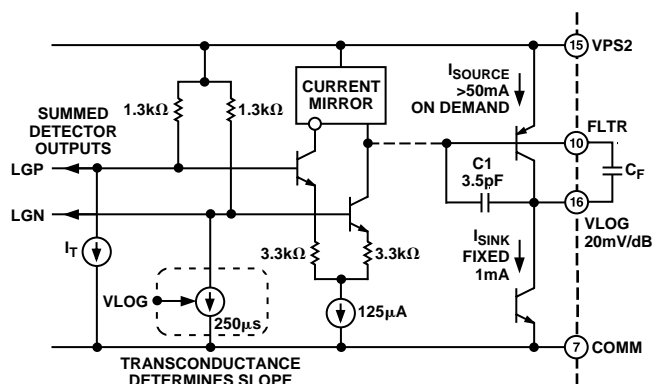 15 VPS2
CURRENT
MIRROR
I SOURCE
>50mA
ON DEMAND
1.3kΩ
1.3kΩ
SUMMED
DETECTOR
OUTPUTS
FLTR
10
LGP
C1
3.5pF
CF
16
LGN
VLOG
20mV/dB
IT
3.3kΩ
3.3kΩ
I SINK
FIXED
1mA
VLOG
250μs
125μA
7 COMM
TRANSCONDUCTANCE
DETERMINES SLOPE